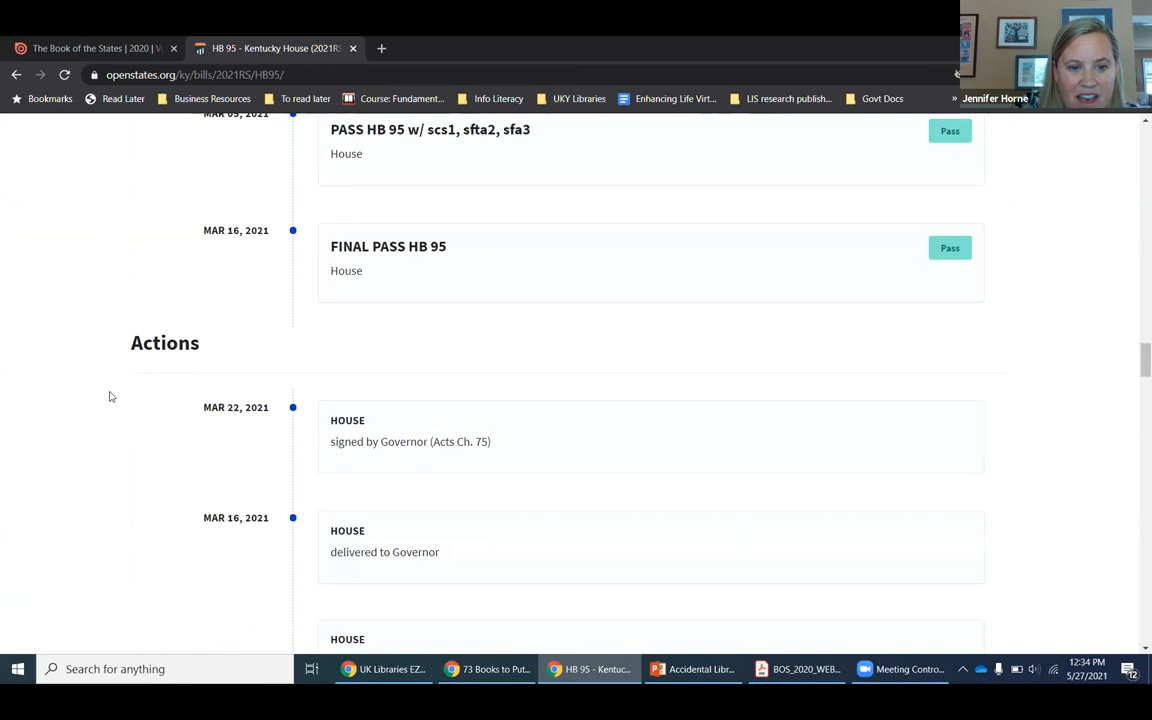 The Book of the States | 2020 |
HB 95 - Kentucky House (2021RS
openstates.org/ky/bills/2021RS/HB95/
Bookmarks Read Later Business Resources To read later Course: Fundament... Info Literacy UKY Libraries Enhancing Life Virt... LIS research publish... Govt Docs »
Jennifer Horne
MAR 03, 2021
PASS HB 95 w/ scs1, sfta2, sfa3
Pass
House
MAR 16, 2021
FINAL PASS HB 95
Pass
House
Actions
MAR 22, 2021
HOUSE
signed by Governor (Acts Ch. 75)
MAR 16, 2021
HOUSE
delivered to Governor
HOUSE
Search for anything
UK Libraries EZ... 73 Books to Put... HB 95 - Kentuc... Accidental Libr... BOS_2020_WEB... Meeting Contro...
12:34 PM
5/27/2021
12